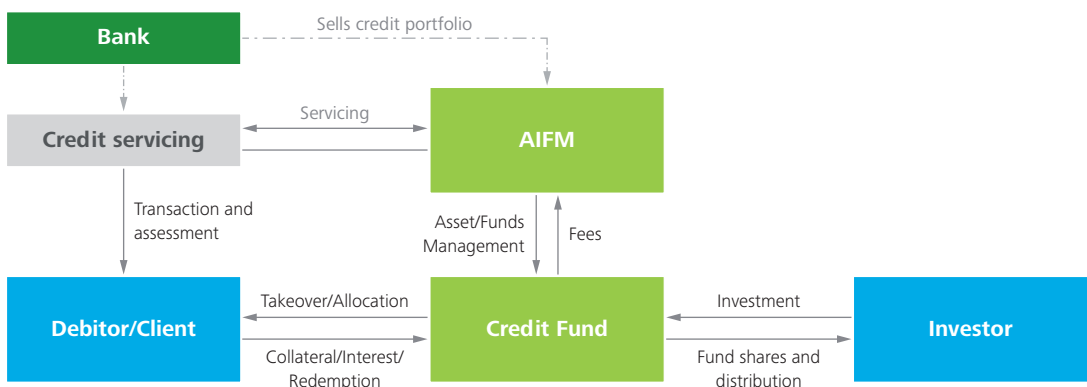 Sells credit portfolio
Bank
Servicing
Credit servicing
AIFM
Transaction and
assessment
Asset/Funds
Management
Fees
Takeover/Allocation
Investment
Debitor/Client
Credit Fund
Investor
Collateral/Interest/
Redemption
Fund shares and
distribution